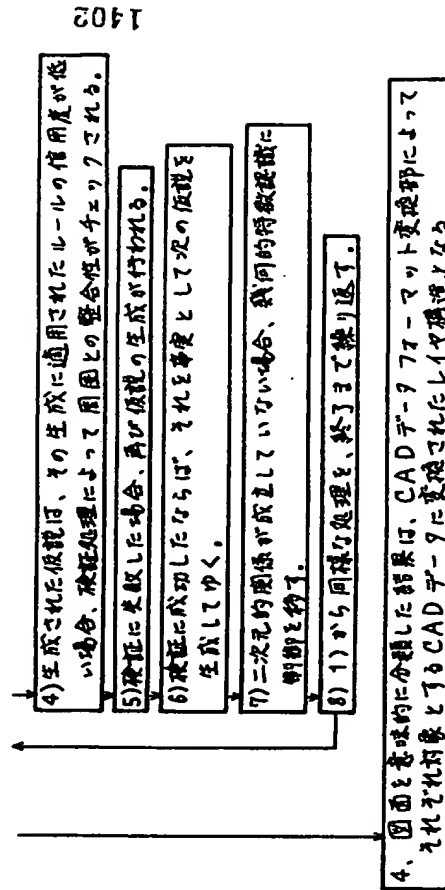 1402
4)生成された仮説は、その生成に適用されたルールの信用度が低
い場合、検証処理によって周囲との整合性がチェックされる。
5)検証に失敗した場合、再び仮説の生成が行われる。
6)検証に成功したならば、それを事実として次の仮説を
生成してゆく。
7)二次元的関係が成立していない場合、幾何的特徴認識に
制御を移す。
8)1)から同様な処理を、終了まで繰り返す。
4、図面を意味的に分類した結果は、CADデータフォーマット変換部によって
それぞれ対象とするCADデータに変換されたレイヤ構造となる